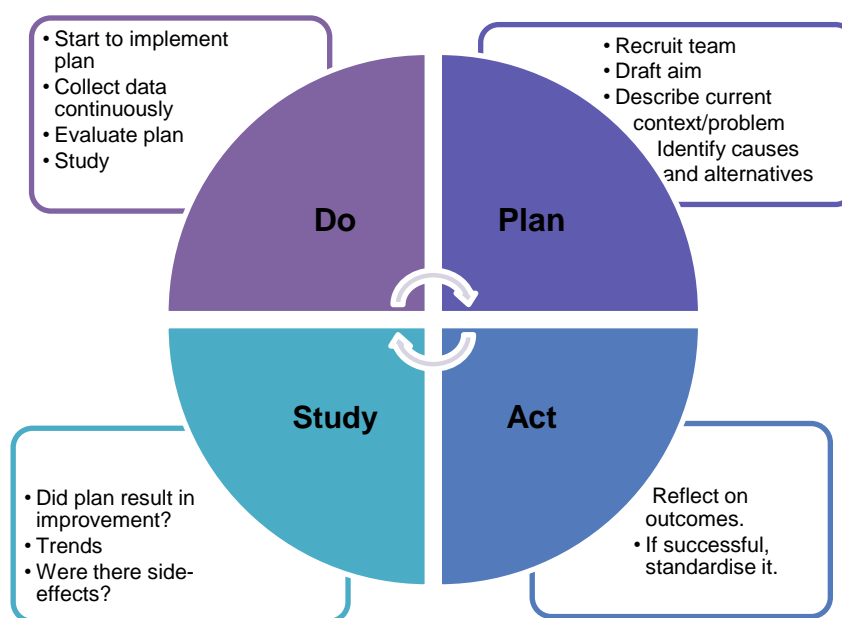 • Start to implement
plan
• Collect data
continuously
• Evaluate plan
• Study
• Recruit team
• Draft aim
• Describe current
context/problem
Identify causes
and alternatives
Do
Plan
Study
Act
• Did plan result in
improvement?
• Trends
• Were there side-
effects?
Reflect on
outcomes.
• If successful,
standardise it.